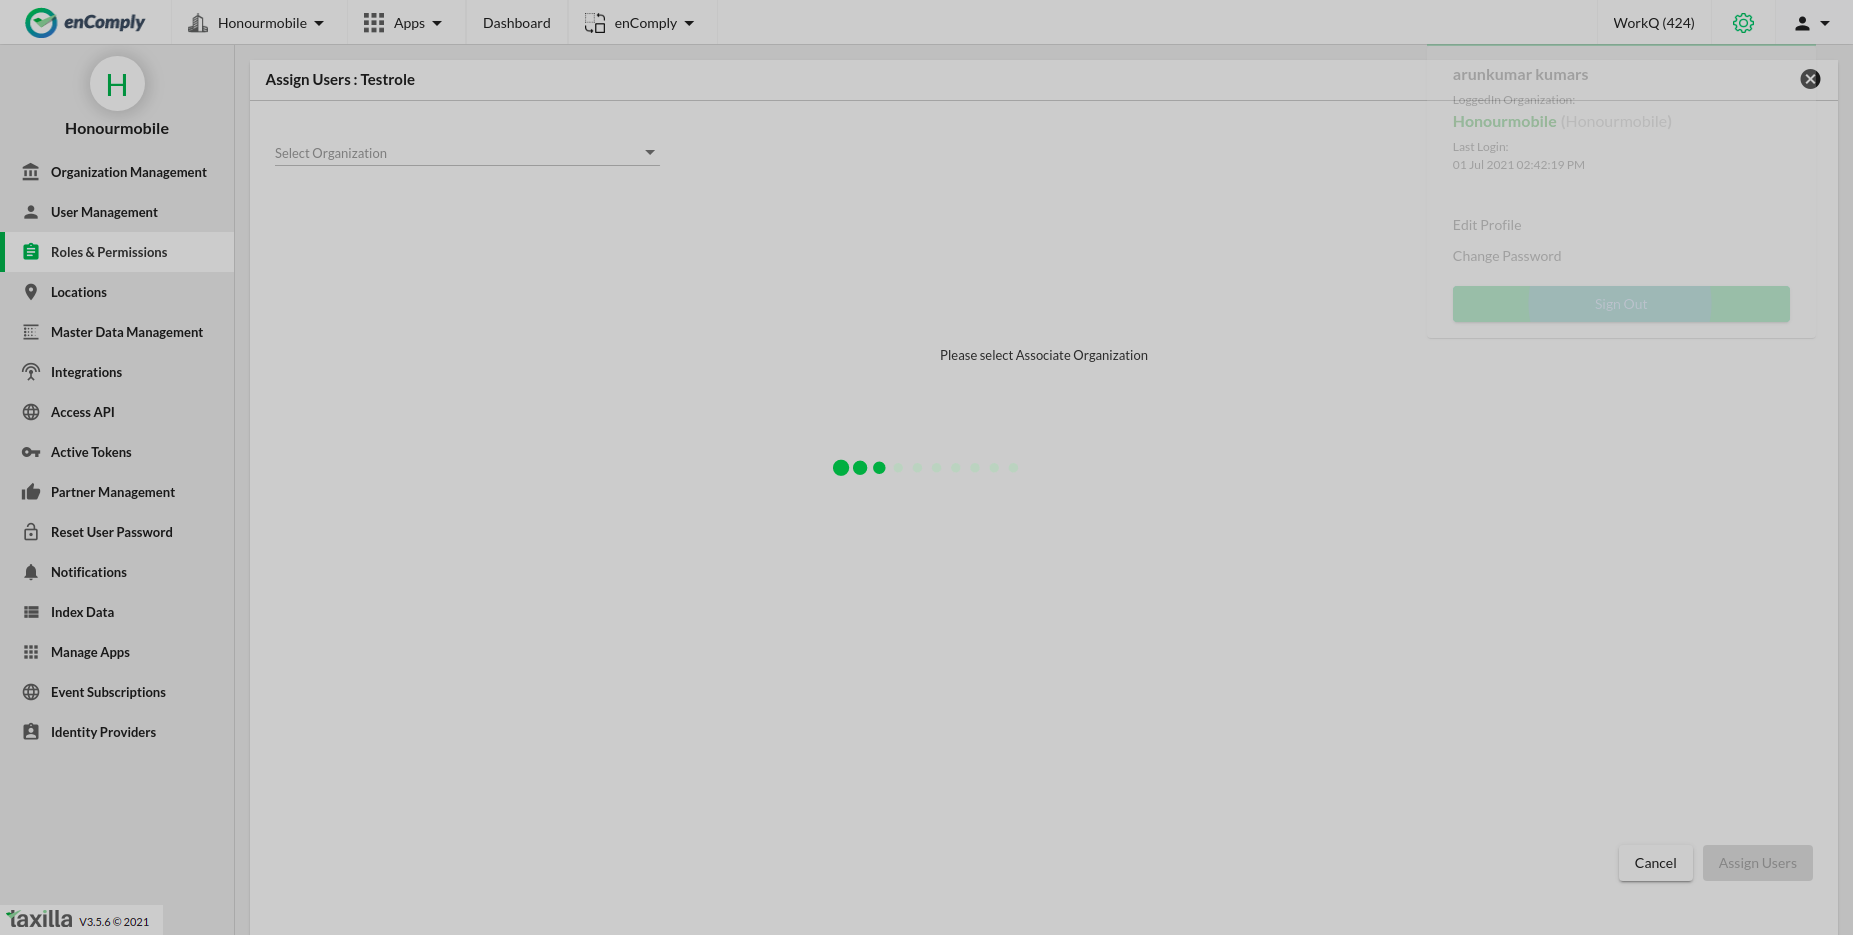 enComply
Honourmobile
Apps
Dashboard
enComply
WorkQ (424)
H
Honourmobile
Organization Management
User Management
Roles & Permissions
Locations
Master Data Management
Integrations
Access API
Active Tokens
Partner Management
Reset User Password
Notifications
Index Data
Manage Apps
Event Subscriptions
Identity Providers
taxilla V3.5.6 © 2021
Assign Users : Testrole
Select Organization
Please select Associate Organization
arunkumar kumars
LoggedIn Organization:
Honourmobile (Honourmobile)
Last Login:
01 Jul 2021 02:42:19 PM
Edit Profile
Change Password
Sign Out
Cancel
Assign Users